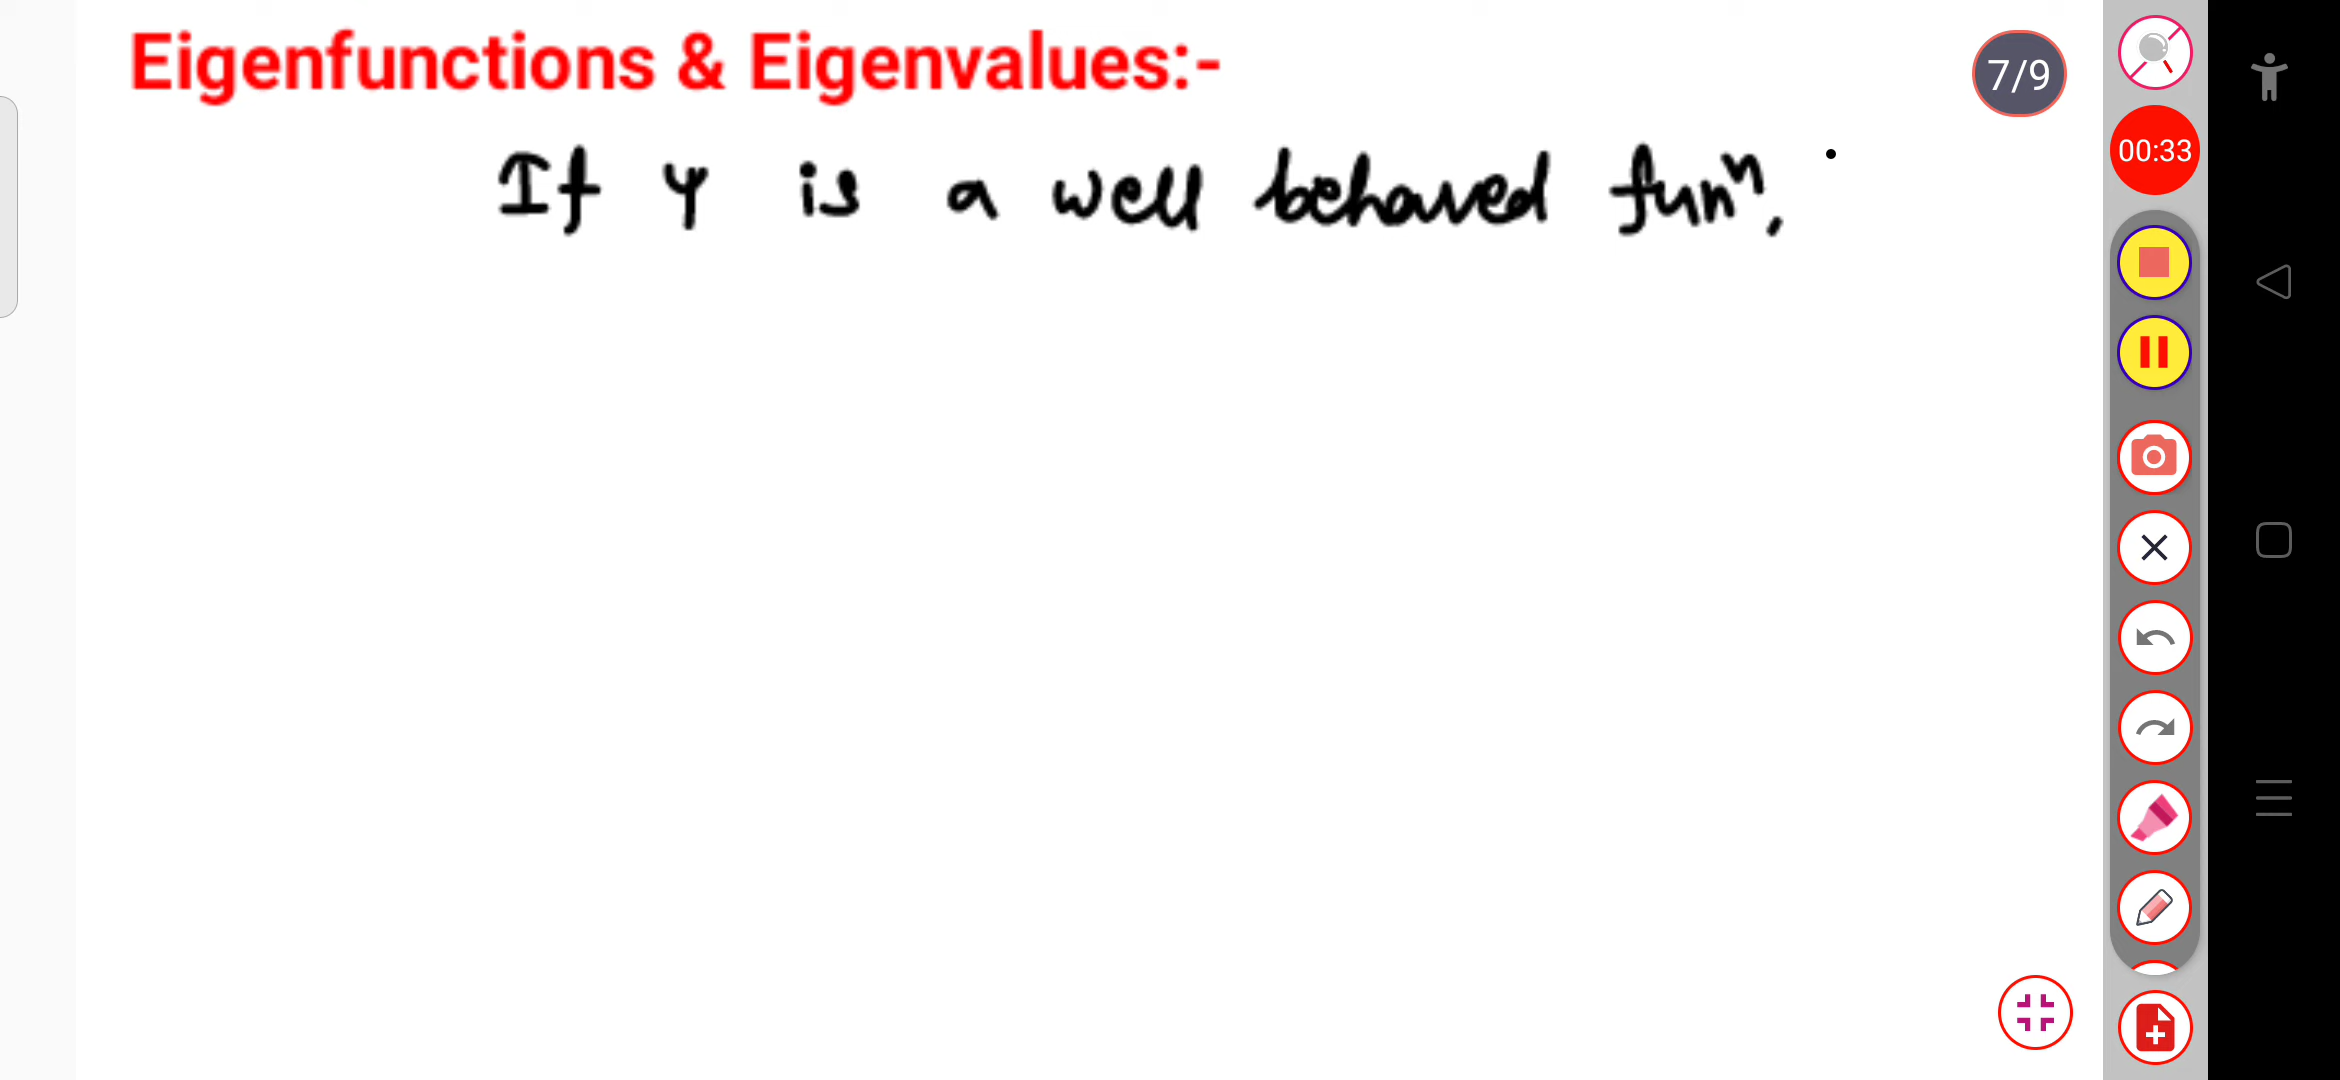 Eigenfunctions & Eigenvalues:-
7/9
00:33
If ψ is a well behaved funⁿ,